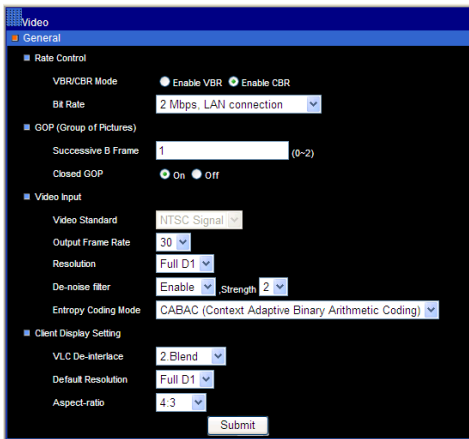 Video
General
Rate Control
VBR/CBR Mode Enable VBR Enable CBR
Bit Rate 2 Mbps, LAN connection
GOP (Group of Pictures)
Successive B Frame 1 (0~2)
Closed GOP On Off
Video Input
Video Standard NTSC Signal
Output Frame Rate 30
Resolution Full D1
De-noise filter Enable ,Strength 2
Entropy Coding Mode CABAC (Context Adaptive Binary Arithmetic Coding)
Client Display Setting
VLC De-interlace 2.Blend
Default Resolution Full D1
Aspect-ratio 4:3
Submit